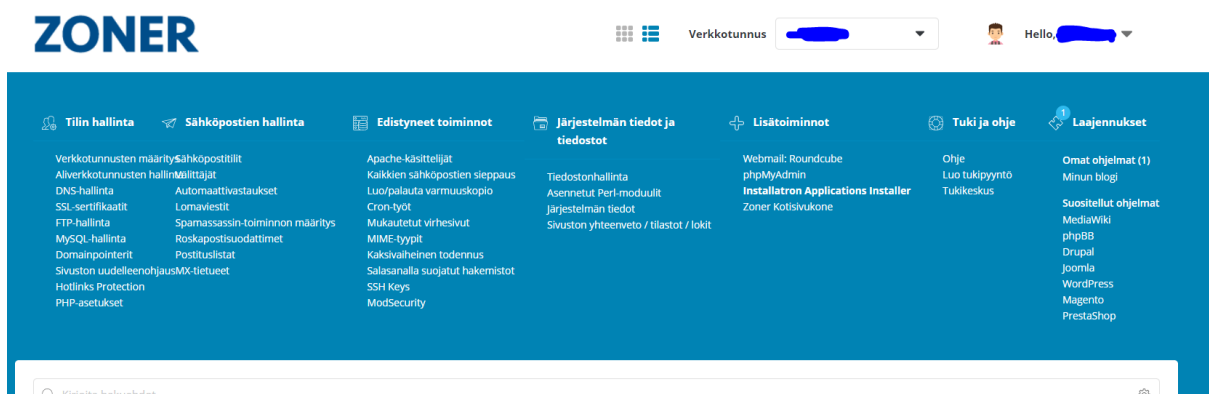 ZONER
Verkkotunnus
Hello,
Tilin hallinta
Verkkotunnusten määritys
Aliverkkotunnusten hallinta
DNS-hallinta
SSL-sertifikaatit
FTP-hallinta
MySQL-hallinta
Domainpointerit
Sivuston uudelleenohjaus
Hotlinks Protection
PHP-asetukset
Sähköpostien hallinta
Sähköpostitilit
Välittäjät
Automaattivastaukset
Lomaviestit
Spamassassin-toiminnon määritys
Roskapostisuodattimet
Postituslistat
MX-tietueet
Edistyneet toiminnot
Apache-käsittelijät
Kaikkien sähköpostien sieppaus
Luo/palauta varmuuskopio
Cron-työt
Mukautetut virhesivut
MIME-tyypit
Kaksivaiheinen todennus
Salasanalla suojatut hakemistot
SSH Keys
ModSecurity
Järjestelmän tiedot ja
tiedostot
Tiedostonhallinta
Asennetut Perl-moduulit
Järjestelmän tiedot
Sivuston yhteenveto / tilastot / lokit
Lisätoiminnot
Webmail: Roundcube
phpMyAdmin
Installatron Applications Installer
Zoner Kotisivukone
Tuki ja ohje
Ohje
Luo tukipyyntö
Tukikeskus
1
Laajennukset
Omat ohjelmat (1)
Minun blogi
Suositellut ohjelmat
MediaWiki
phpBB
Drupal
Joomla
WordPress
Magento
PrestaShop